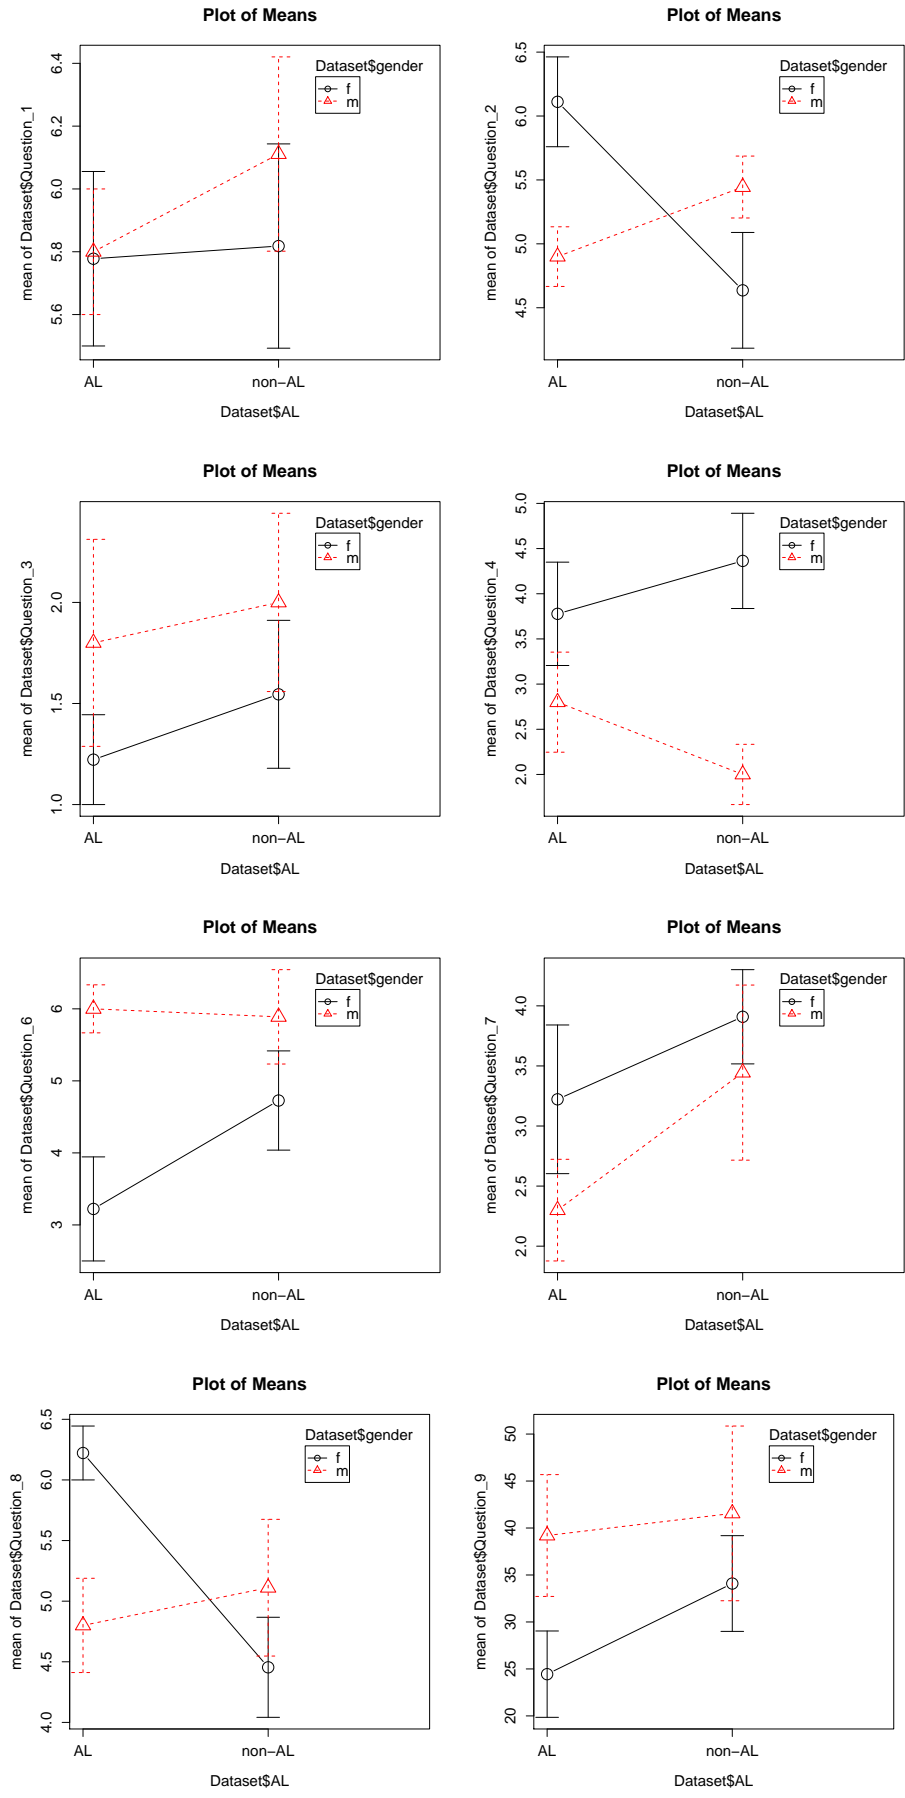 Plot of Means
mean of Dataset$Question_1
5.6 5.8 6.0 6.2 6.4
Dataset$gender
f
m
AL non−AL
Dataset$AL
Plot of Means
mean of Dataset$Question_2
4.5 5.0 5.5 6.0 6.5
Dataset$gender
f
m
AL non−AL
Dataset$AL
Plot of Means
mean of Dataset$Question_3
1.0 1.5 2.0
Dataset$gender
f
m
AL non−AL
Dataset$AL
Plot of Means
mean of Dataset$Question_4
2.0 2.5 3.0 3.5 4.0 4.5 5.0
Dataset$gender
f
m
AL non−AL
Dataset$AL
Plot of Means
mean of Dataset$Question_6
3 4 5 6
Dataset$gender
f
m
AL non−AL
Dataset$AL
Plot of Means
mean of Dataset$Question_7
2.0 2.5 3.0 3.5 4.0
Dataset$gender
f
m
AL non−AL
Dataset$AL
Plot of Means
mean of Dataset$Question_8
4.0 4.5 5.0 5.5 6.0 6.5
Dataset$gender
f
m
AL non−AL
Dataset$AL
Plot of Means
mean of Dataset$Question_9
20 25 30 35 40 45 50
Dataset$gender
f
m
AL non−AL
Dataset$AL